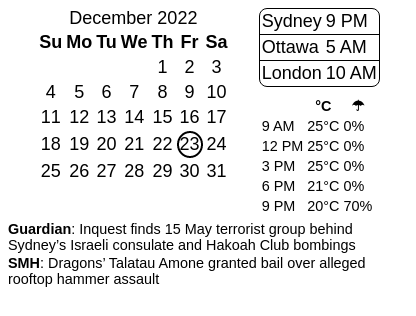 December 2022
Su Mo Tu We Th Fr Sa
1 2 3
4 5 6 7 8 9 10
11 12 13 14 15 16 17
18 19 20 21 22 23 24
25 26 27 28 29 30 31
Sydney 9 PM
Ottawa 5 AM
London 10 AM
°C ☂
9 AM 25°C 0%
12 PM 25°C 0%
3 PM 25°C 0%
6 PM 21°C 0%
9 PM 20°C 70%
Guardian: Inquest finds 15 May terrorist group behind
Sydney’s Israeli consulate and Hakoah Club bombings
SMH: Dragons’ Talatau Amone granted bail over alleged
rooftop hammer assault